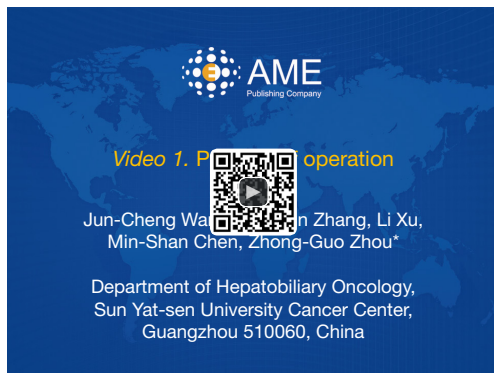 AME
Publishing Company
Video 1. P operation
Jun-Cheng Wa n Zhang, Li Xu,
Min-Shan Chen, Zhong-Guo Zhou*
Department of Hepatobiliary Oncology,
Sun Yat-sen University Cancer Center,
Guangzhou 510060, China